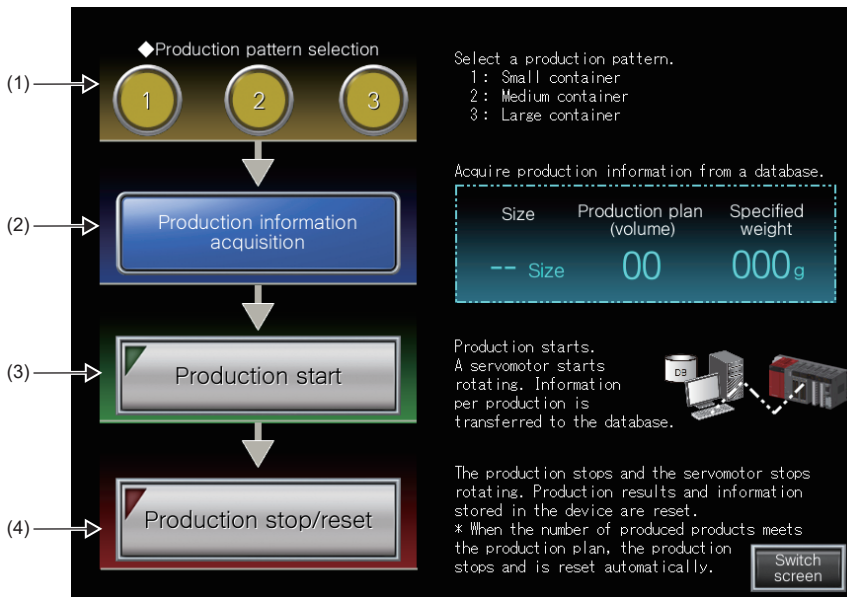 (1)
◆Production pattern selection
1 2 3
Select a production pattern.
1: Small container
2: Medium container
3: Large container
(2)
Production information
acquisition
Acquire production information from a database.
Size
Production plan
(volume)
Specified
weight
-- Size
00
000g
(3)
Production start
Production starts.
A servomotor starts
rotating. Information
per production is
transferred to the database.
DB
(4)
Production stop/reset
The production stops and the servomotor stops
rotating. Production results and information
stored in the device are reset.
* When the number of produced products meets
the production plan, the production
stops and is reset automatically.
Switch
screen